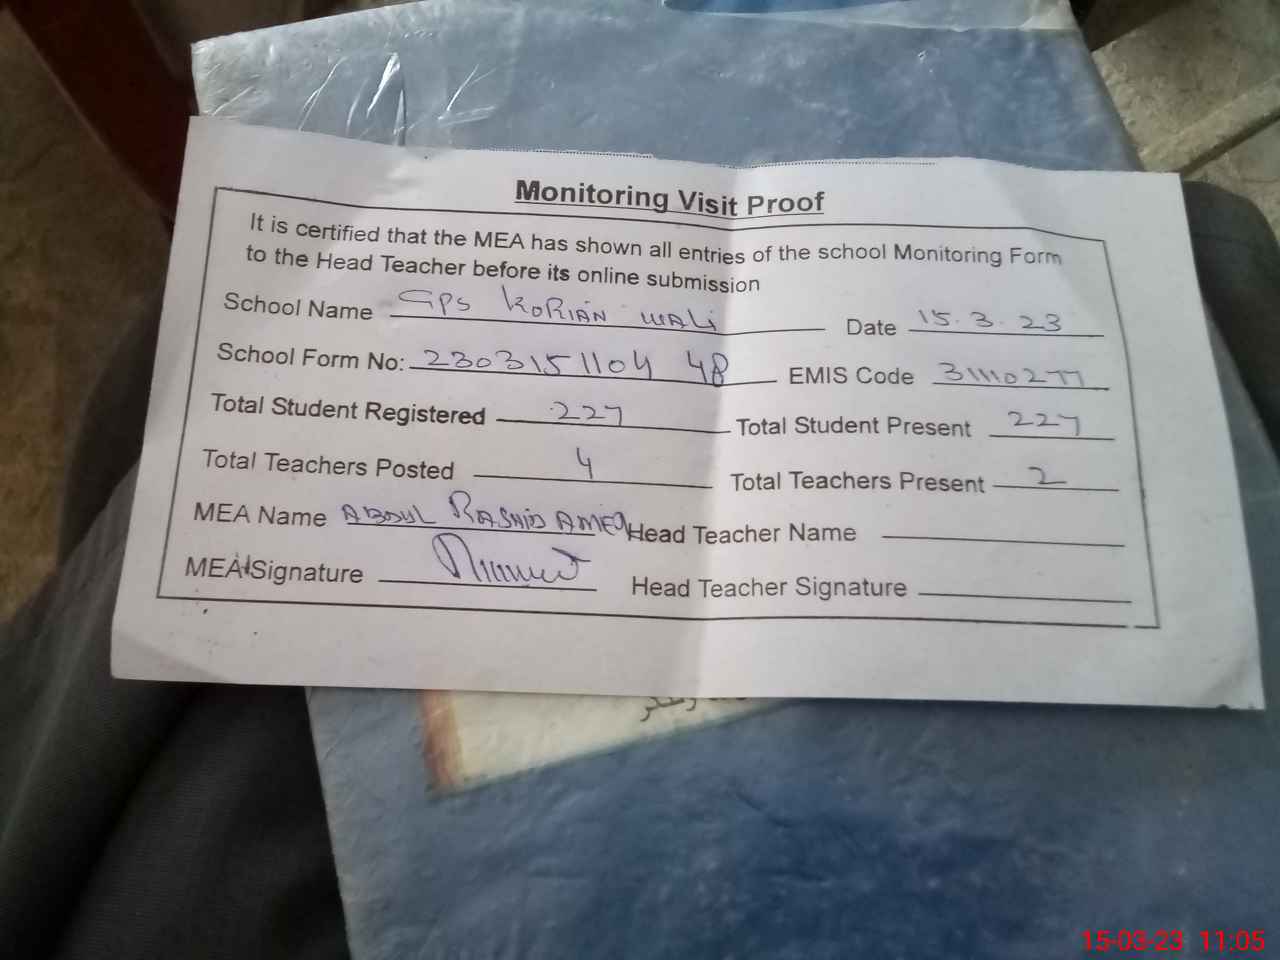 Monitoring Visit Proof
It is certified that the MEA has shown all entries of the school Monitoring Form
to the Head Teacher before its online submission
School Name GPS KORIAN WALI Date 15.3.23
School Form No: 2303151104 48 EMIS Code 31110277
Total Student Registered 227 Total Student Present 227
Total Teachers Posted 4 Total Teachers Present 2
MEA Name ABDUL RASHID AMED Head Teacher Name
MEA Signature Head Teacher Signature
15-03-23 11:05